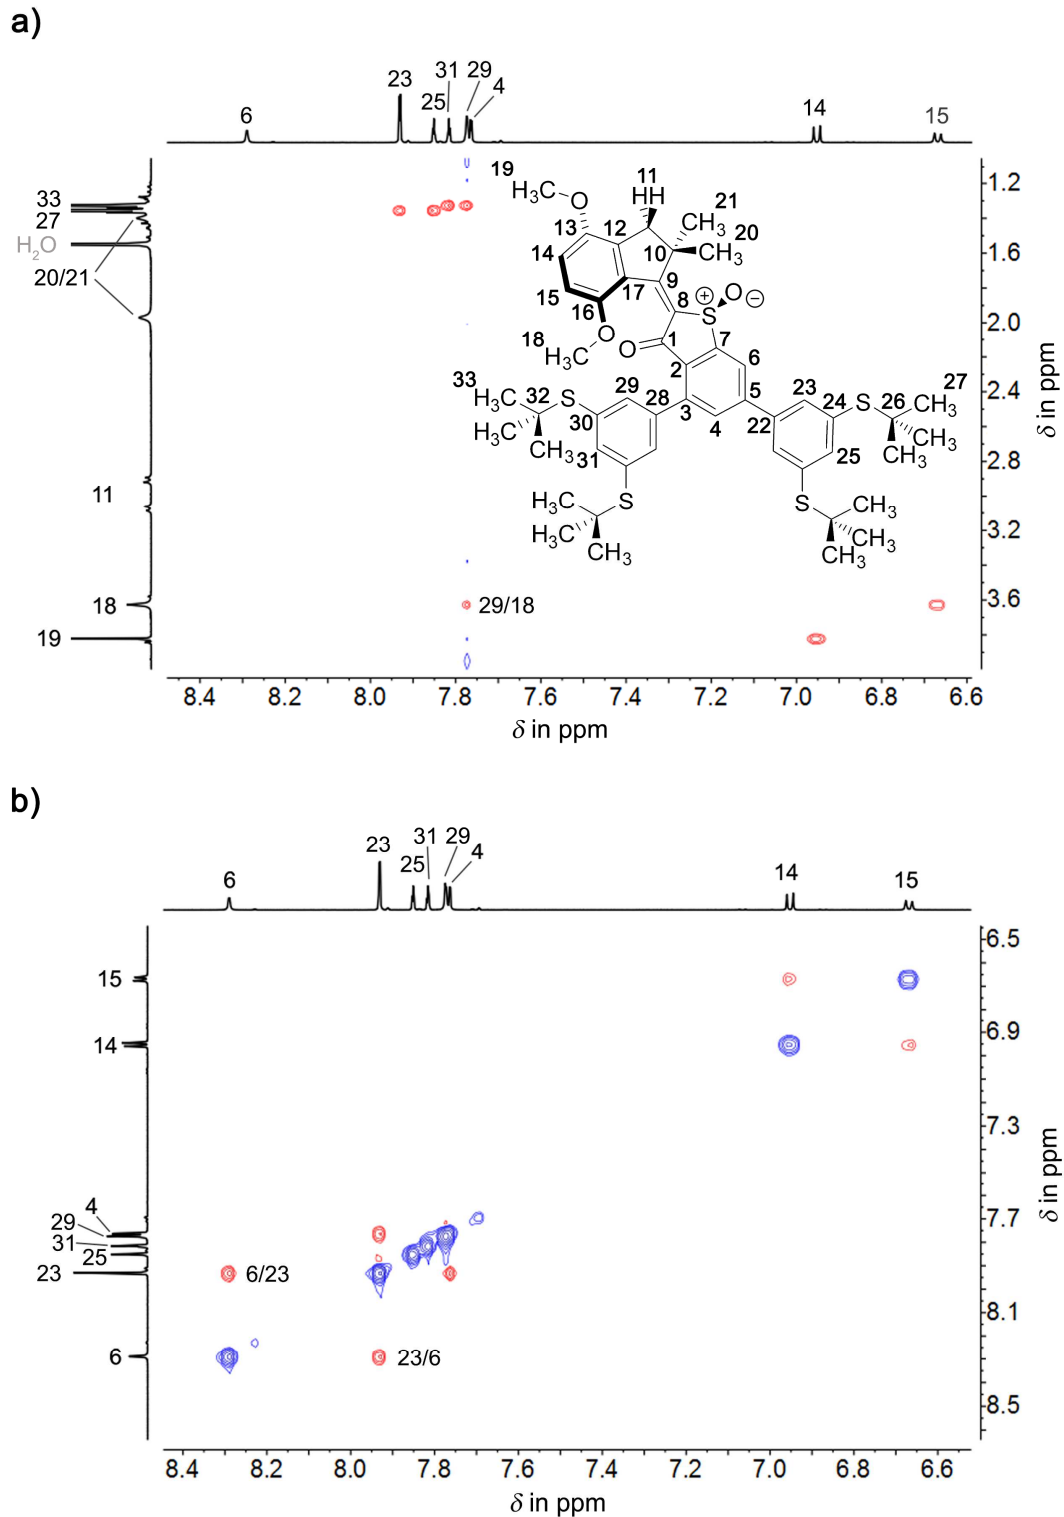 a)
6 23 25 31 29 4 14 15
33
27
H₂O
20/21
11
18
19
1.2
1.6
2.0
2.4
2.8
3.2
3.6
δ in ppm
19 11
H₃C O HH 21
13 12 CH₃ 20
14 10 CH₃
15 17 9
16 8 S⊕ O⊖
18 O 1 7
H₃C O 2 6
33 29 28 5 23 27
H₃C 32 S 3 4 22 24 S 26 CH₃
H₃C 30 CH₃
CH₃ 31 25 CH₃
H₃C S S CH₃
H₃C CH₃
CH₃ CH₃
29/18
8.4 8.2 8.0 7.8 7.6 7.4 7.2 7.0 6.8 6.6
δ in ppm
b)
6 23 25 31 29 4 14 15
15
14
4
29
31
25
23
6
6/23
23/6
6.5
6.9
7.3
7.7
8.1
8.5
δ in ppm
8.4 8.2 8.0 7.8 7.6 7.4 7.2 7.0 6.8 6.6
δ in ppm